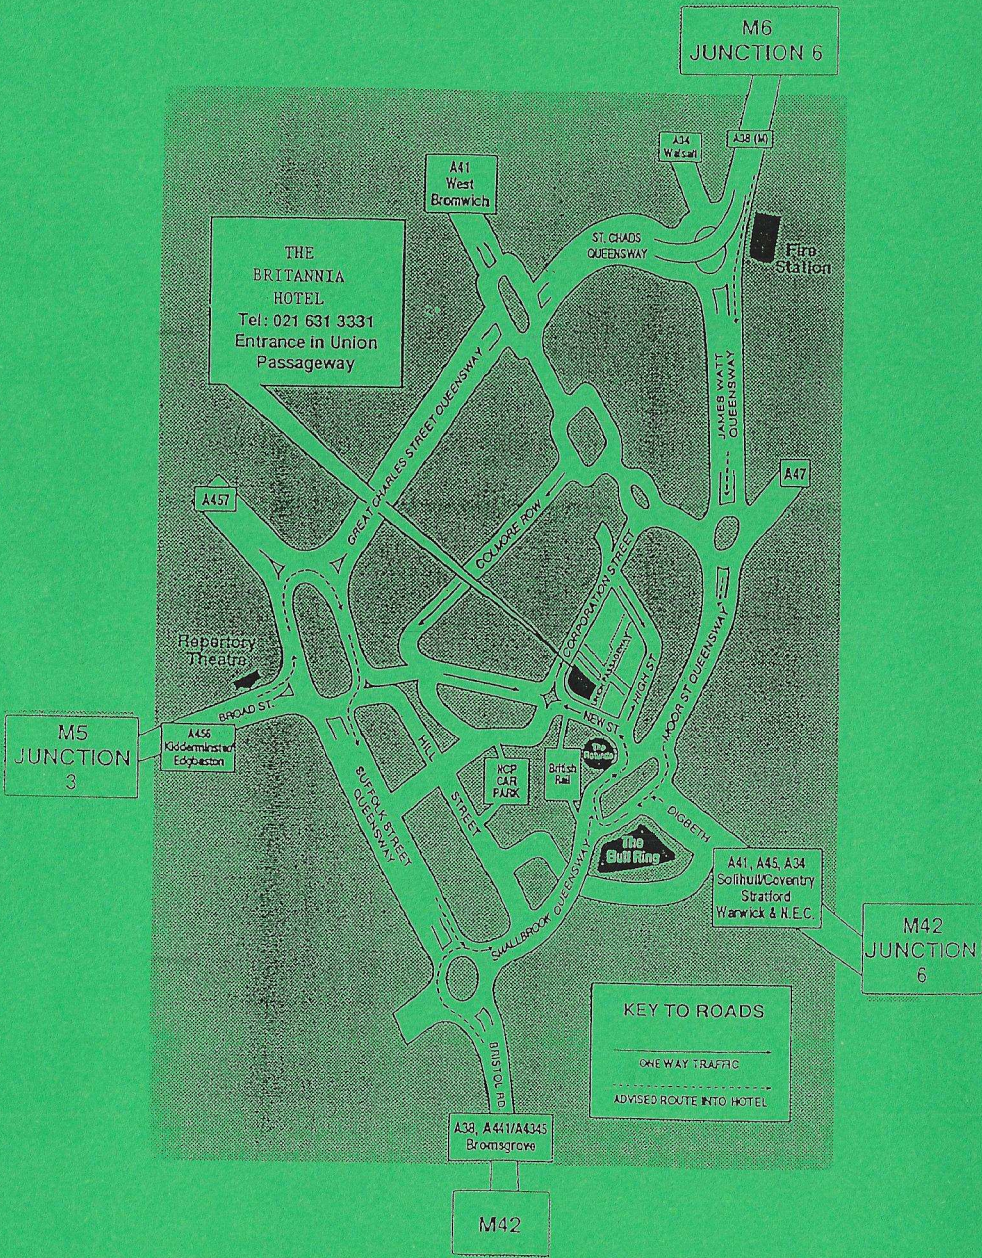 M6
JUNCTION 6
A34
Walsall
A38 (M)
A41
West
Bromwich
ST. CHADS
QUEENSWAY
Fire
Station
THE
BRITANNIA
HOTEL
Tel: 021 631 3331
Entrance in Union
Passageway
JAMES WATT
QUEENSWAY
GREAT CHARLES STREET QUEENSWAY
A457
A47
COLMORE ROW
CORPORATION STREET
PASSAGEWAY
HIGH ST.
MOOR ST QUEENSWAY
Repertory
Theatre
BROAD ST.
NEW ST.
M5
JUNCTION
3
A456
Kidderminster
Edgbaston
HILL
STREET
The
Rotunda
NCP
CAR
PARK
British
Rail
SUFFOLK STREET
QUEENSWAY
DIGBETH
The
Bull Ring
A41, A45, A34
Solihull/Coventry
Stratford
Warwick & N.E.C.
SMALLBROOK QUEENSWAY
M42
JUNCTION
6
KEY TO ROADS
ONE WAY TRAFFIC
ADVISED ROUTE INTO HOTEL
BRISTOL RD.
A38, A441/A4345
Bromsgrove
M42